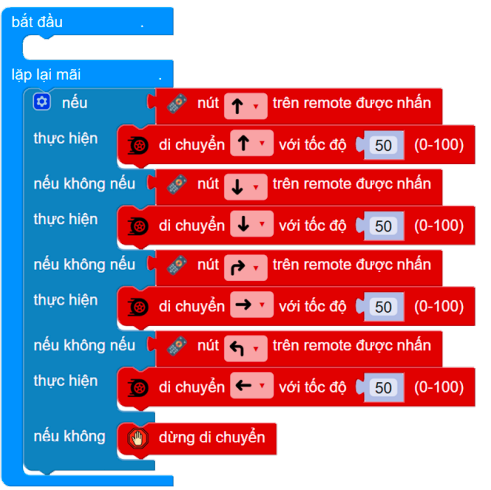 bắt đầu .
lặp lại mãi .
nếu nút ↑ trên remote được nhấn
thực hiện di chuyển ↑ với tốc độ 50 (0-100)
nếu không nếu nút ↓ trên remote được nhấn
thực hiện di chuyển ↓ với tốc độ 50 (0-100)
nếu không nếu nút ↱ trên remote được nhấn
thực hiện di chuyển → với tốc độ 50 (0-100)
nếu không nếu nút ↰ trên remote được nhấn
thực hiện di chuyển ← với tốc độ 50 (0-100)
nếu không dừng di chuyển